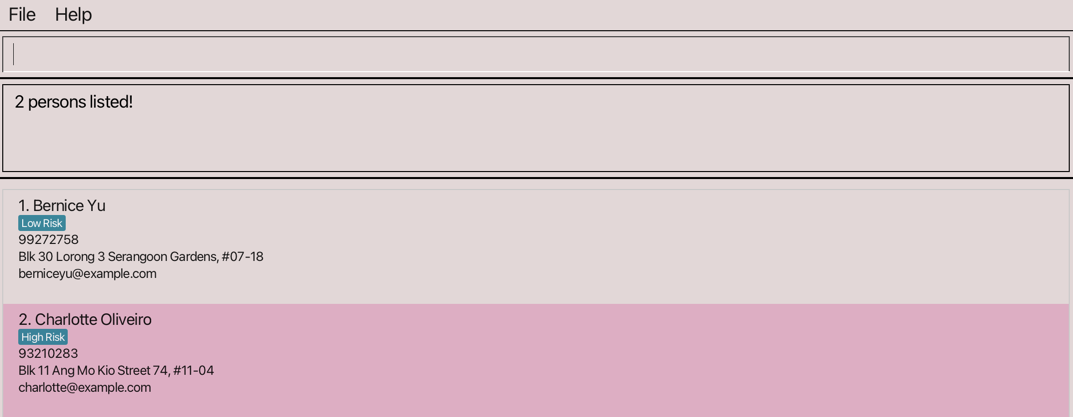 File Help
2 persons listed!
1. Bernice Yu
Low Risk
99272758
Blk 30 Lorong 3 Serangoon Gardens, #07-18
berniceyu@example.com
2. Charlotte Oliveiro
High Risk
93210283
Blk 11 Ang Mo Kio Street 74, #11-04
charlotte@example.com